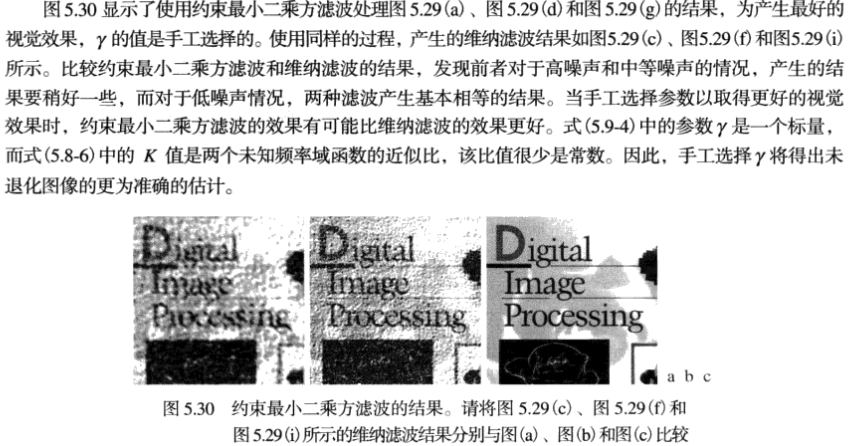 图 5.30 显示了使用约束最小二乘方滤波处理图5.29(a)、图 5.29(d)和图5.29(g)的结果，为产生最好的
视觉效果，γ 的值是手工选择的。使用同样的过程，产生的维纳滤波结果如图5.29(c)、图5.29(f)和图5.29(i)
所示。比较约束最小二乘方滤波和维纳滤波的结果，发现前者对于高噪声和中等噪声的情况，产生的结
果要稍好一些，而对于低噪声情况，两种滤波产生基本相等的结果。当手工选择参数以取得更好的视觉
效果时，约束最小二乘方滤波的效果有可能比维纳滤波的效果更好。式(5.9-4)中的参数 γ 是一个标量，
而式(5.8-6)中的 K 值是两个未知频率域函数的近似比，该比值很少是常数。因此，手工选择 γ 将得出未
退化图像的更为准确的估计。
Digital
Image
Processing
Digital
Image
Processing
Digital
Image
Processing
a b c
图 5.30 约束最小二乘方滤波的结果。请将图 5.29(c)、图 5.29(f)和
图 5.29(i)所示的维纳滤波结果分别与图(a)、图(b)和图(c)比较